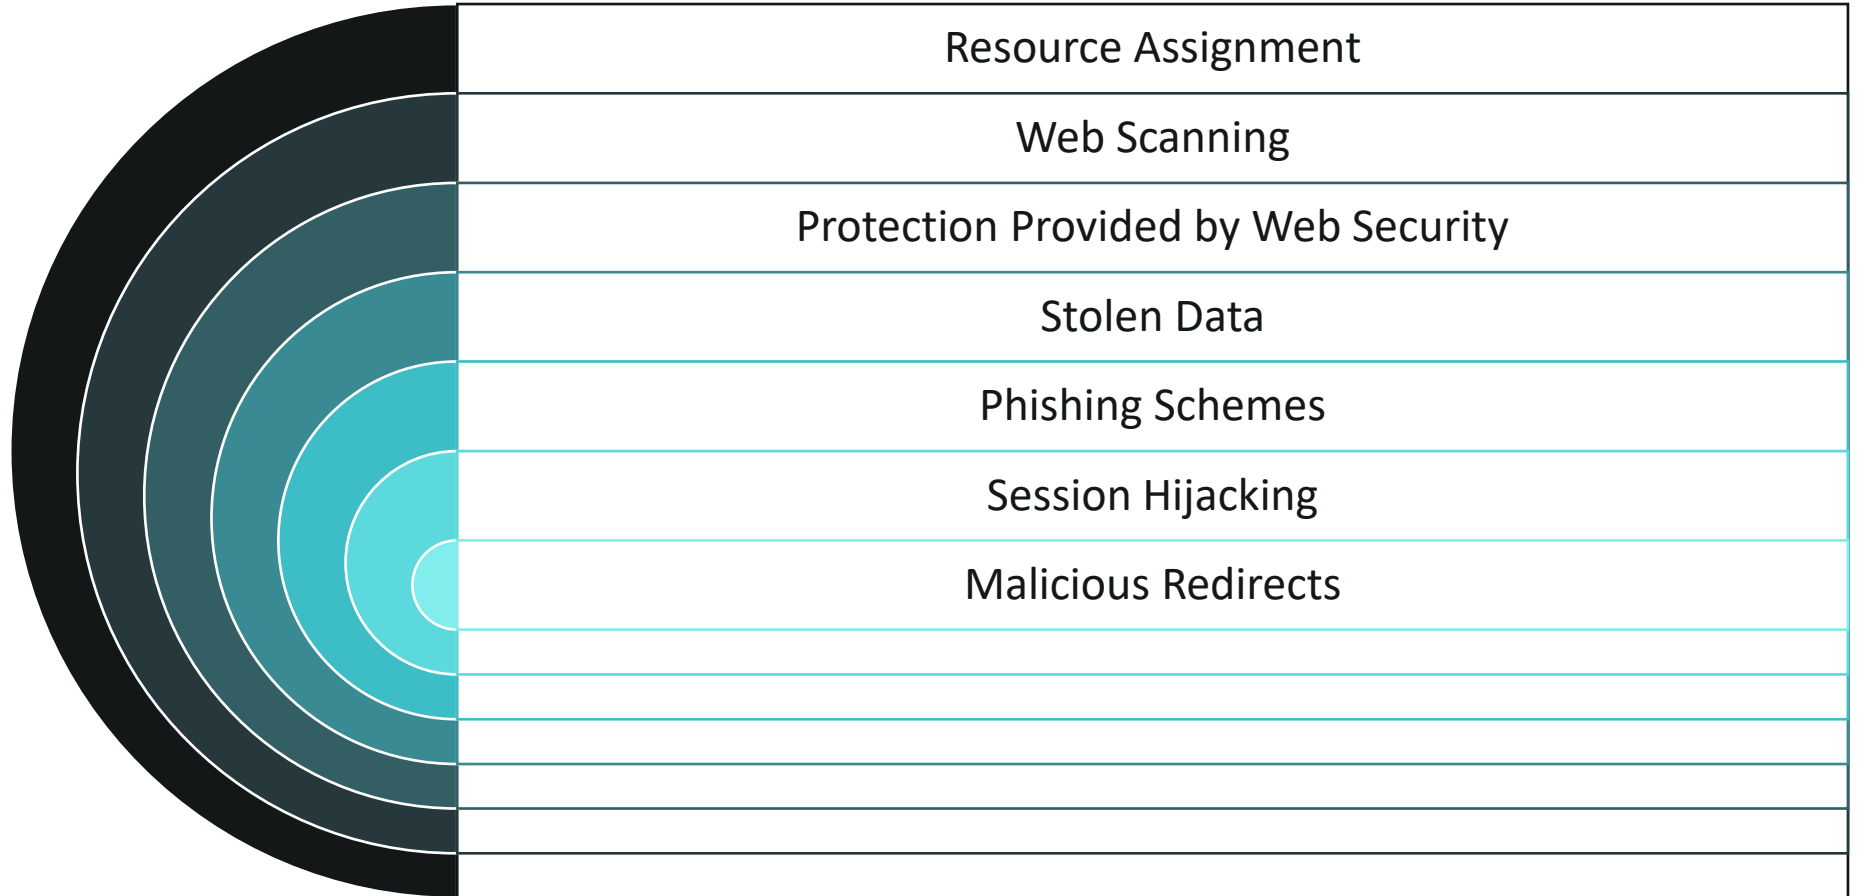 Resource Assignment
Web Scanning
Protection Provided by Web Security
Stolen Data
Phishing Schemes
Session Hijacking
Malicious Redirects